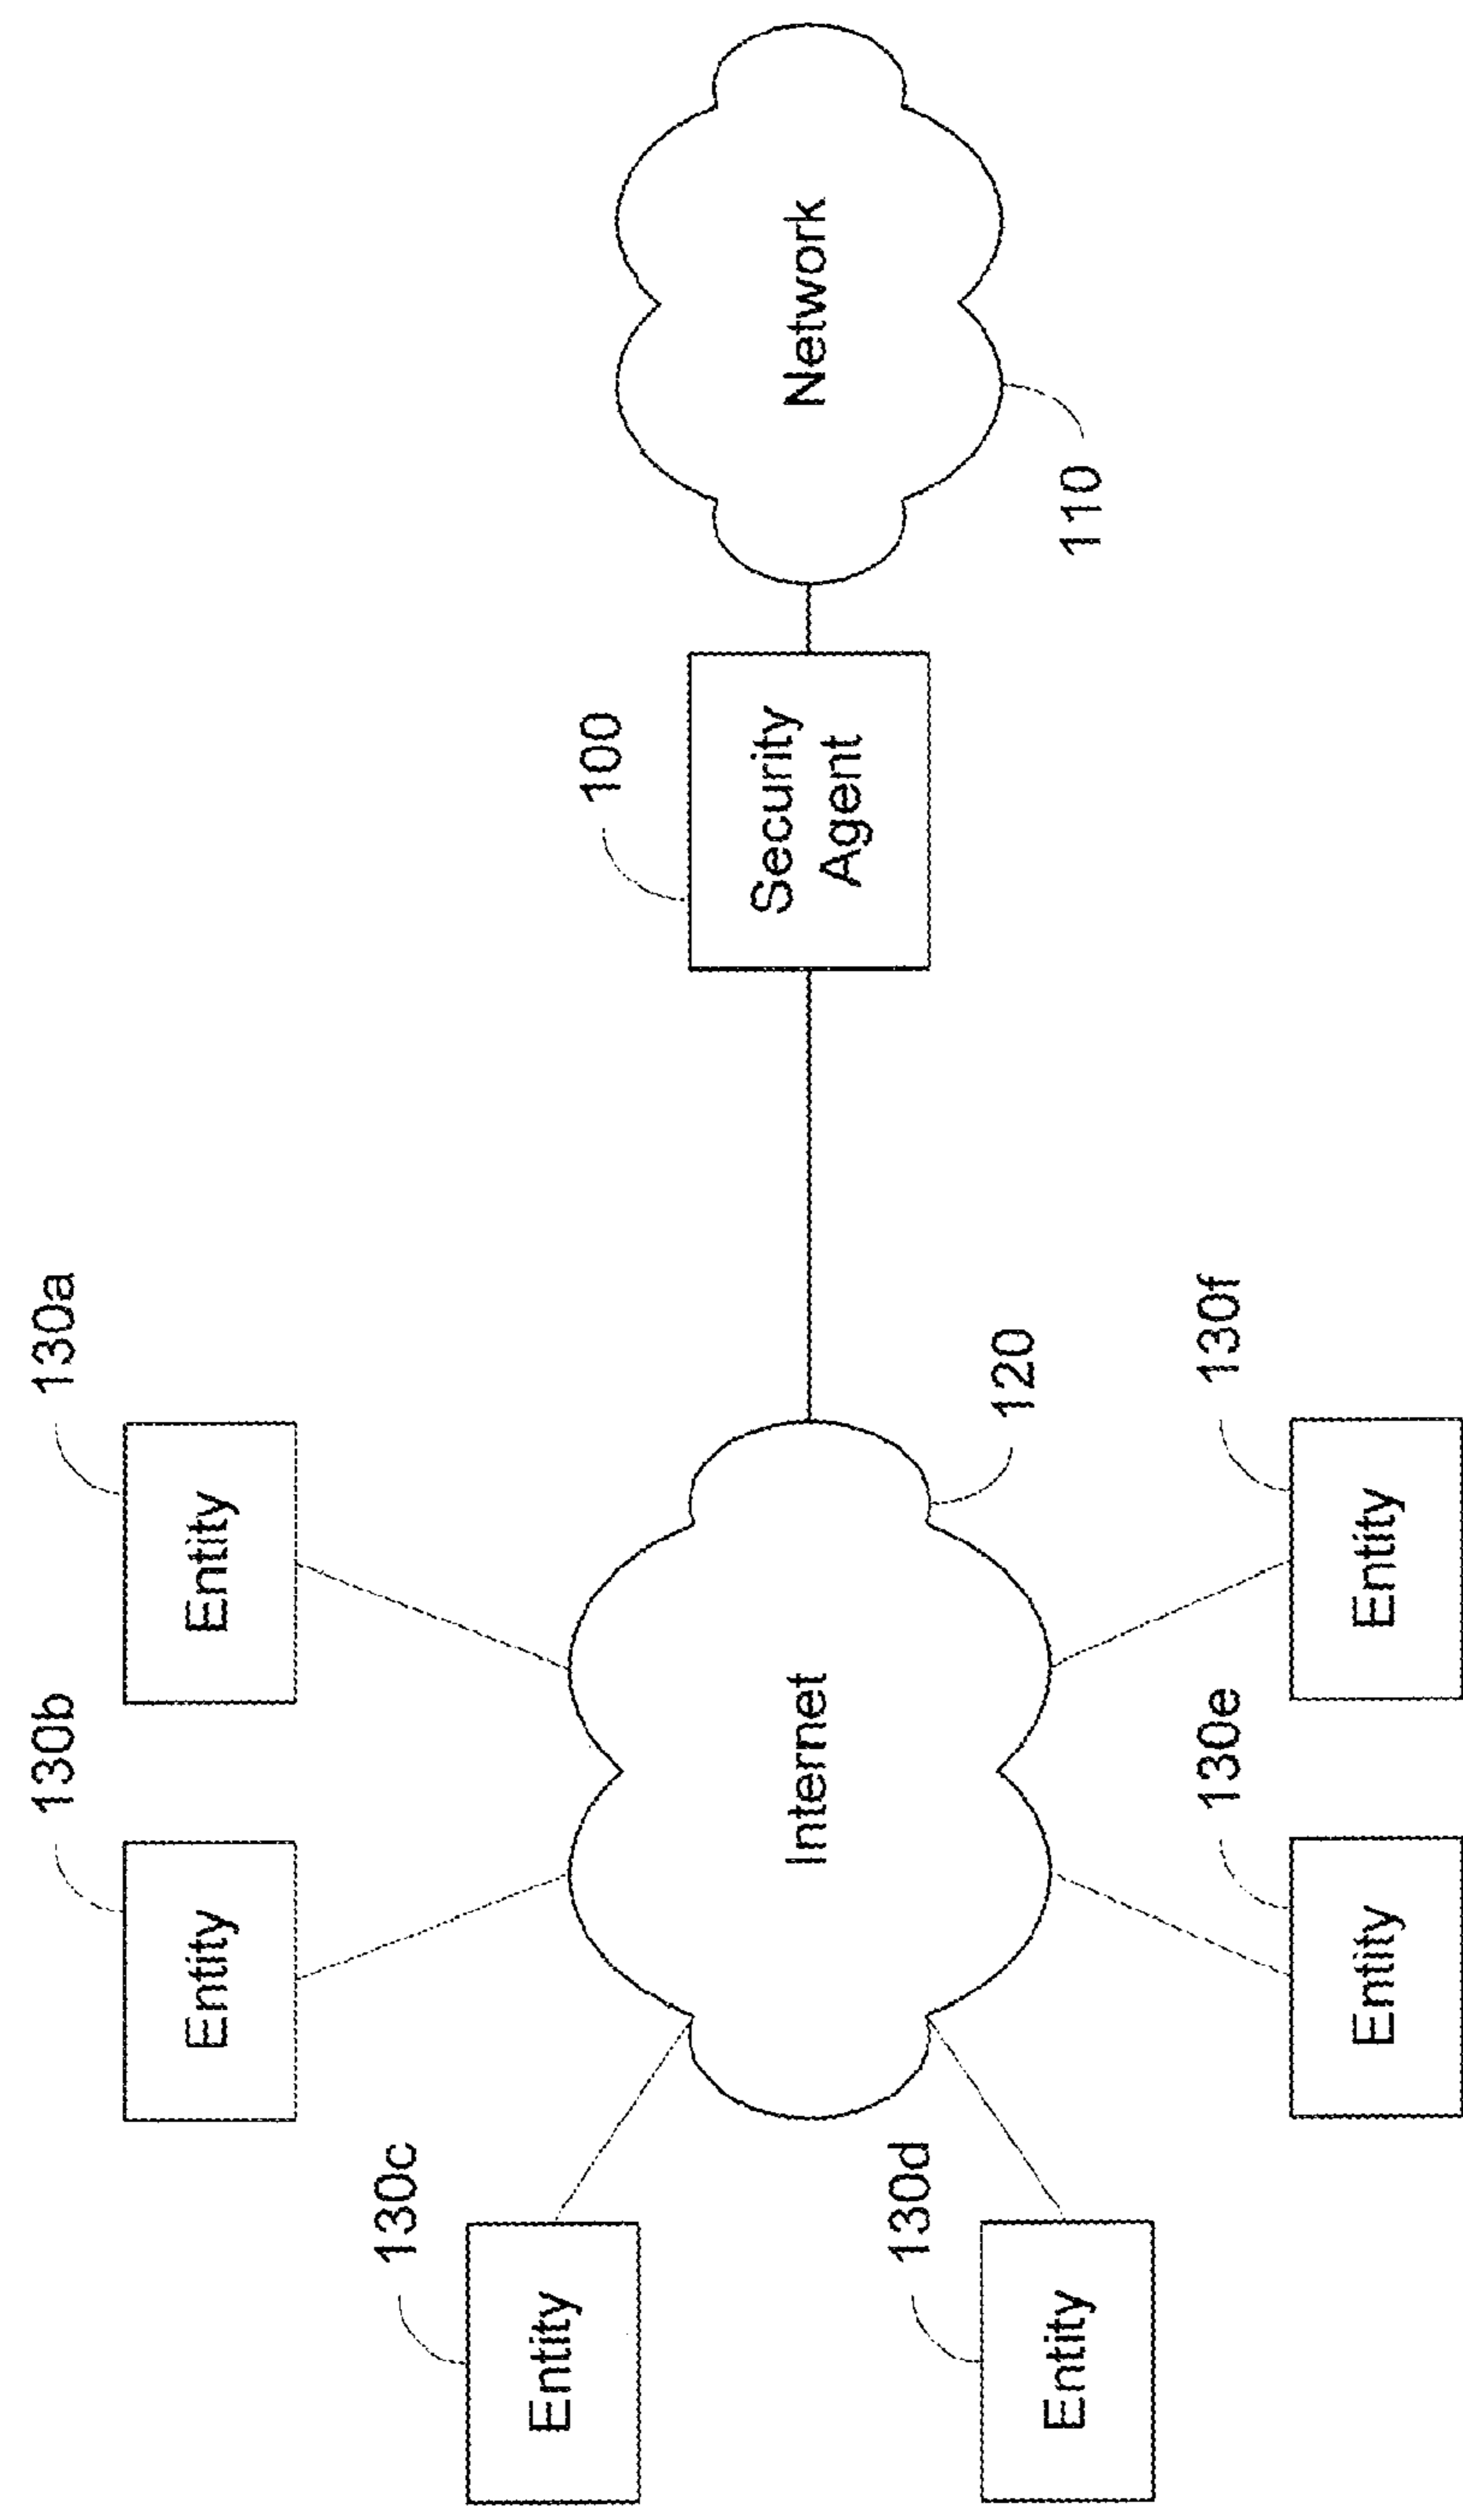 130b
130a
Entity
Entity
130c
Entity
100
Internet
Security
Agent
Network
130d
120
110
Entity
130e
130f
Entity
Entity